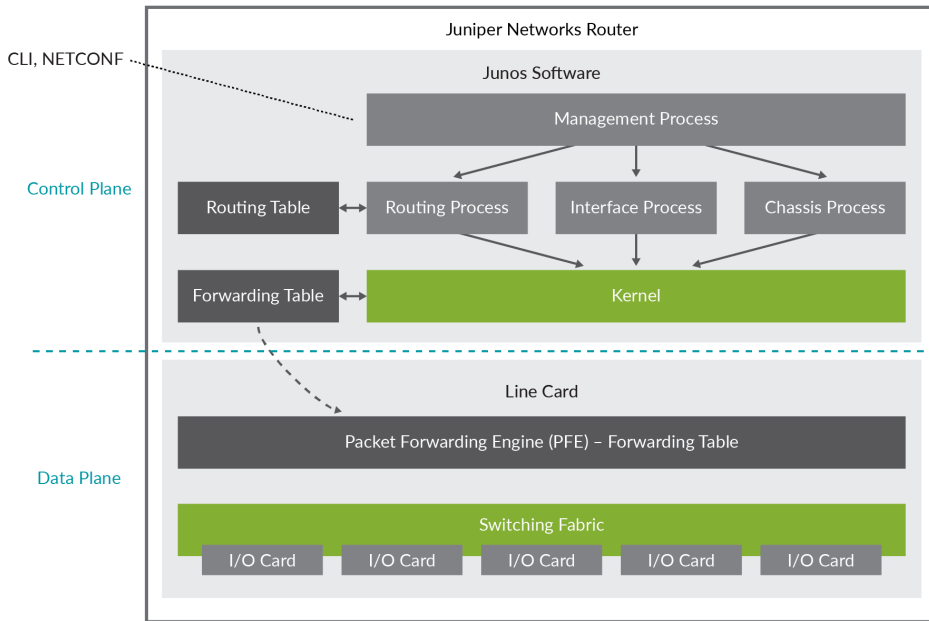 Juniper Networks Router
CLI, NETCONF
Junos Software
Management Process
Control Plane
Routing Table
Routing Process
Interface Process
Chassis Process
Forwarding Table
Kernel
Line Card
Packet Forwarding Engine (PFE) – Forwarding Table
Data Plane
Switching Fabric
I/O Card
I/O Card
I/O Card
I/O Card
I/O Card